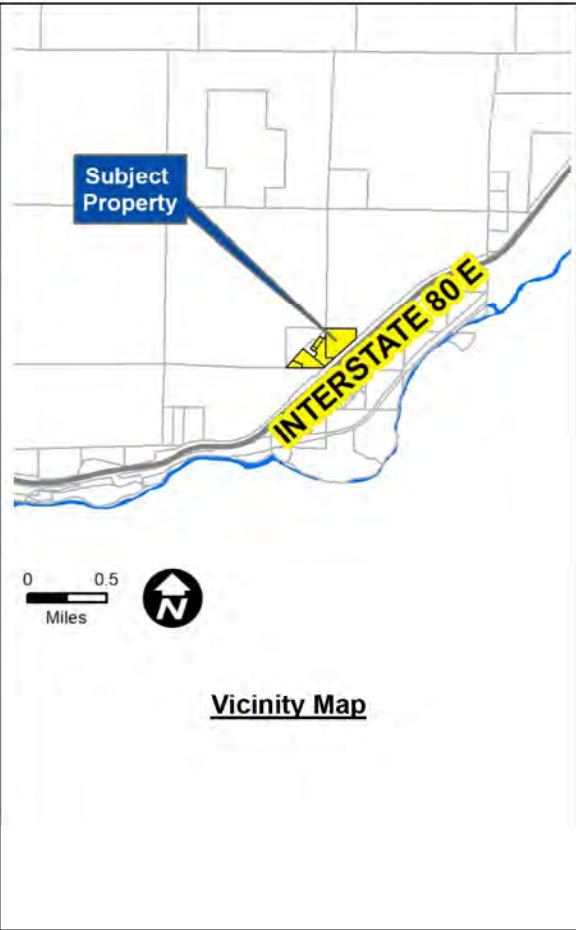 Subject
Property
INTERSTATE 80 E
0 0.5
Miles
N
Vicinity Map